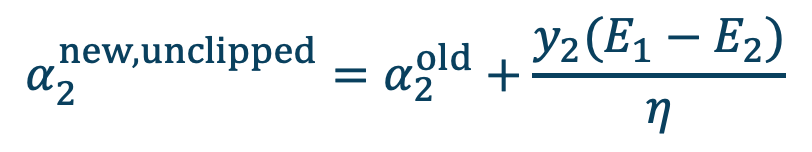 α₂^new,unclipped = α₂^old + y₂(E₁ − E₂) / η